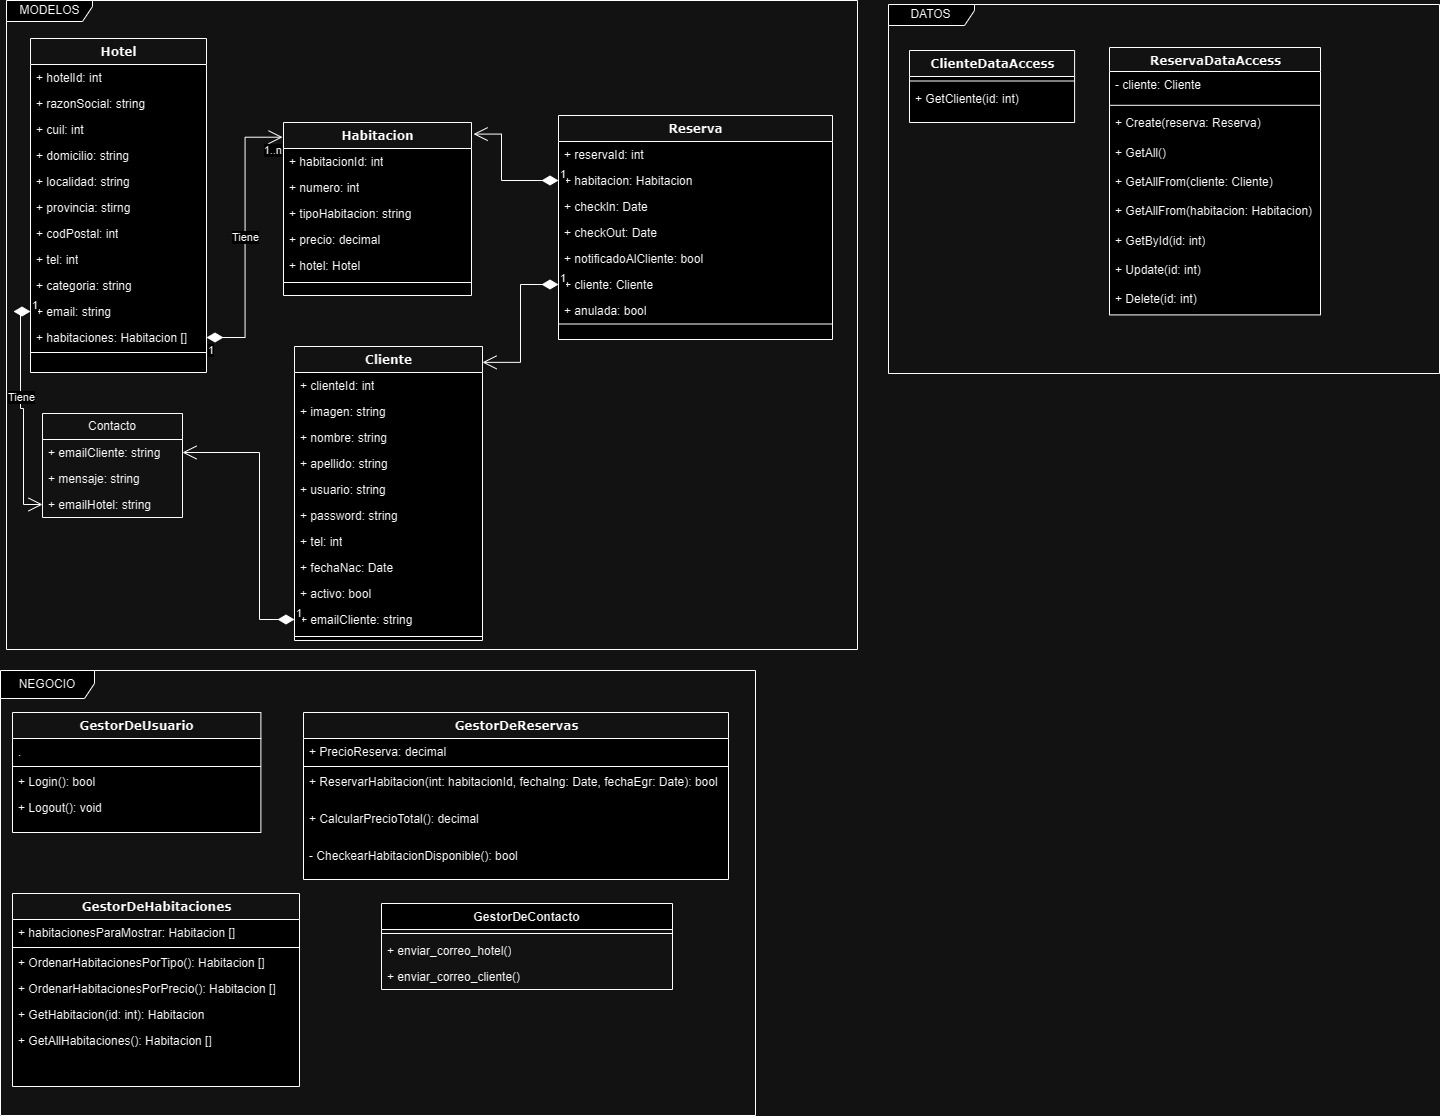 MODELOS
Hotel
+ hotelId: int
+ razonSocial: string
+ cuil: int
+ domicilio: string
+ localidad: string
+ provincia: stirng
+ codPostal: int
+ tel: int
+ categoria: string
1
+ email: string
+ habitaciones: Habitacion []
1
Tiene
1..n
Habitacion
+ habitacionId: int
+ numero: int
+ tipoHabitacion: string
+ precio: decimal
+ hotel: Hotel
Reserva
+ reservaId: int
1
+ habitacion: Habitacion
+ checkIn: Date
+ checkOut: Date
+ notificadoAlCliente: bool
1
+ cliente: Cliente
+ anulada: bool
Tiene
Contacto
+ emailCliente: string
+ mensaje: string
+ emailHotel: string
Cliente
+ clienteId: int
+ imagen: string
+ nombre: string
+ apellido: string
+ usuario: string
+ password: string
+ tel: int
+ fechaNac: Date
+ activo: bool
1
+ emailCliente: string
DATOS
ClienteDataAccess
+ GetCliente(id: int)
ReservaDataAccess
- cliente: Cliente
+ Create(reserva: Reserva)
+ GetAll()
+ GetAllFrom(cliente: Cliente)
+ GetAllFrom(habitacion: Habitacion)
+ GetById(id: int)
+ Update(id: int)
+ Delete(id: int)
NEGOCIO
GestorDeUsuario
.
+ Login(): bool
+ Logout(): void
GestorDeReservas
+ PrecioReserva: decimal
+ ReservarHabitacion(int: habitacionId, fechaIng: Date, fechaEgr: Date): bool
+ CalcularPrecioTotal(): decimal
- CheckearHabitacionDisponible(): bool
GestorDeHabitaciones
+ habitacionesParaMostrar: Habitacion []
+ OrdenarHabitacionesPorTipo(): Habitacion []
+ OrdenarHabitacionesPorPrecio(): Habitacion []
+ GetHabitacion(id: int): Habitacion
+ GetAllHabitaciones(): Habitacion []
GestorDeContacto
+ enviar_correo_hotel()
+ enviar_correo_cliente()